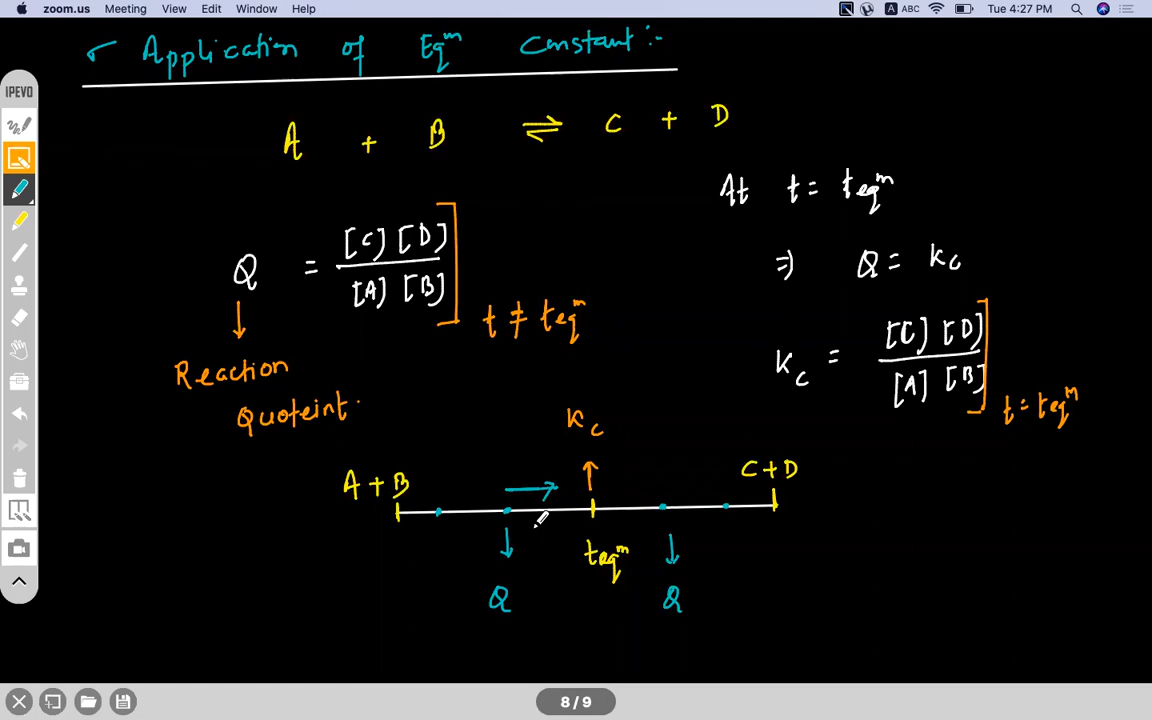 zoom.us Meeting View Edit Window Help A ABC Tue 4:27 PM
IPEVO
Application of Eqᵐ Constant :-
A + B ⇌ C + D
At t = teqᵐ
Q = [C] [D] / [A] [B]
t ≠ teqᵐ
⇒ Q = Kc
Kc = [C] [D] / [A] [B]
t = teqᵐ
↓
Reaction
Quoteint.
Kc
↑
A + B → C + D
↓ teqᵐ ↓
Q Q
8 / 9